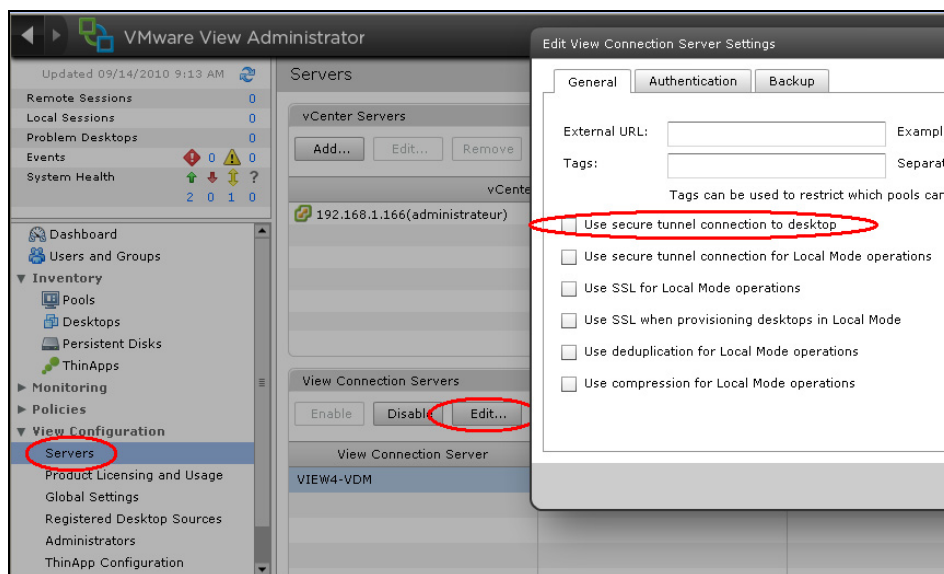 VMware View Administrator
Updated 09/14/2010 9:13 AM
Remote Sessions 0
Local Sessions 0
Problem Desktops 0
Events 0 0
System Health ?
2 0 1 0
Dashboard
Users and Groups
Inventory
Pools
Desktops
Persistent Disks
ThinApps
Monitoring
Policies
View Configuration
Servers
Product Licensing and Usage
Global Settings
Registered Desktop Sources
Administrators
ThinApp Configuration
Servers
vCenter Servers
Add... Edit... Remove
vCente
192.168.1.166(administrateur)
View Connection Servers
Enable Disable Edit...
View Connection Server
VIEW4-VDM
Edit View Connection Server Settings
General Authentication Backup
External URL: Exampl
Tags: Separat
Tags can be used to restrict which pools can
Use secure tunnel connection to desktop
Use secure tunnel connection for Local Mode operations
Use SSL for Local Mode operations
Use SSL when provisioning desktops in Local Mode
Use deduplication for Local Mode operations
Use compression for Local Mode operations